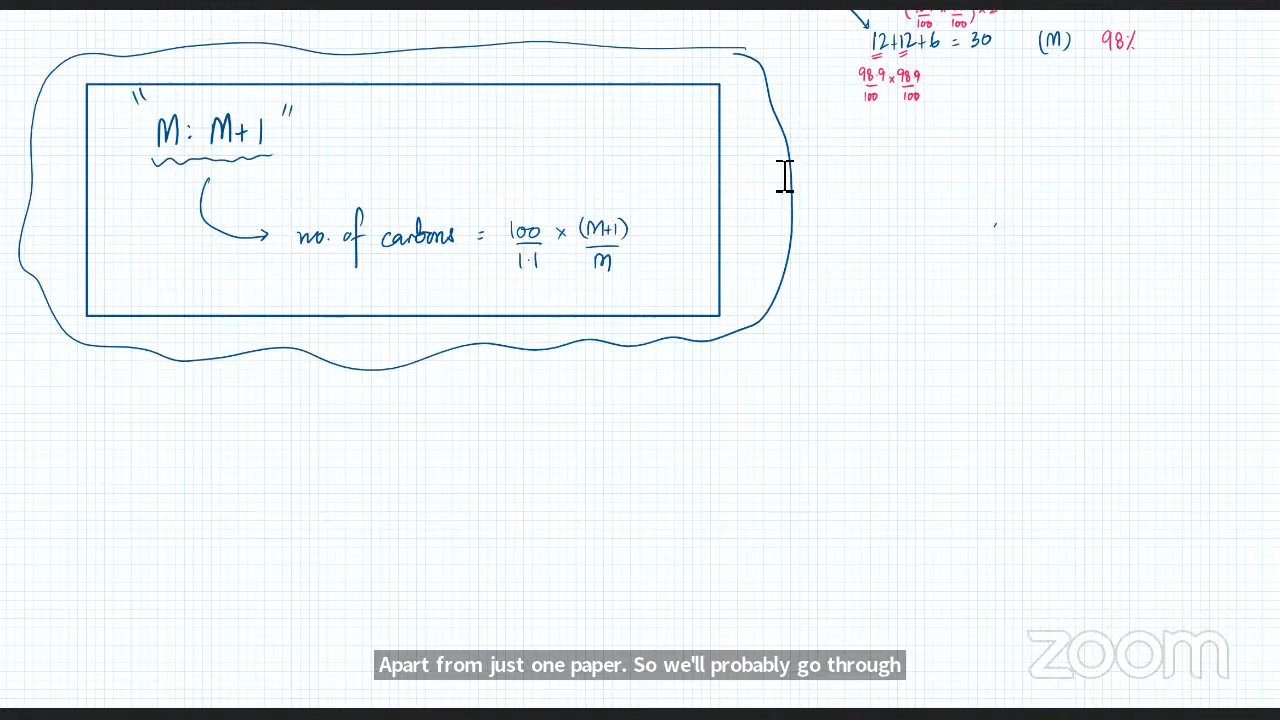 12+12+6 = 30 (M) 98%
98.9/100 × 98.9/100
"M: M+1"
no. of carbons = 100/1.1 × (M+1)/M
Apart from just one paper. So we'll probably go through
zoom